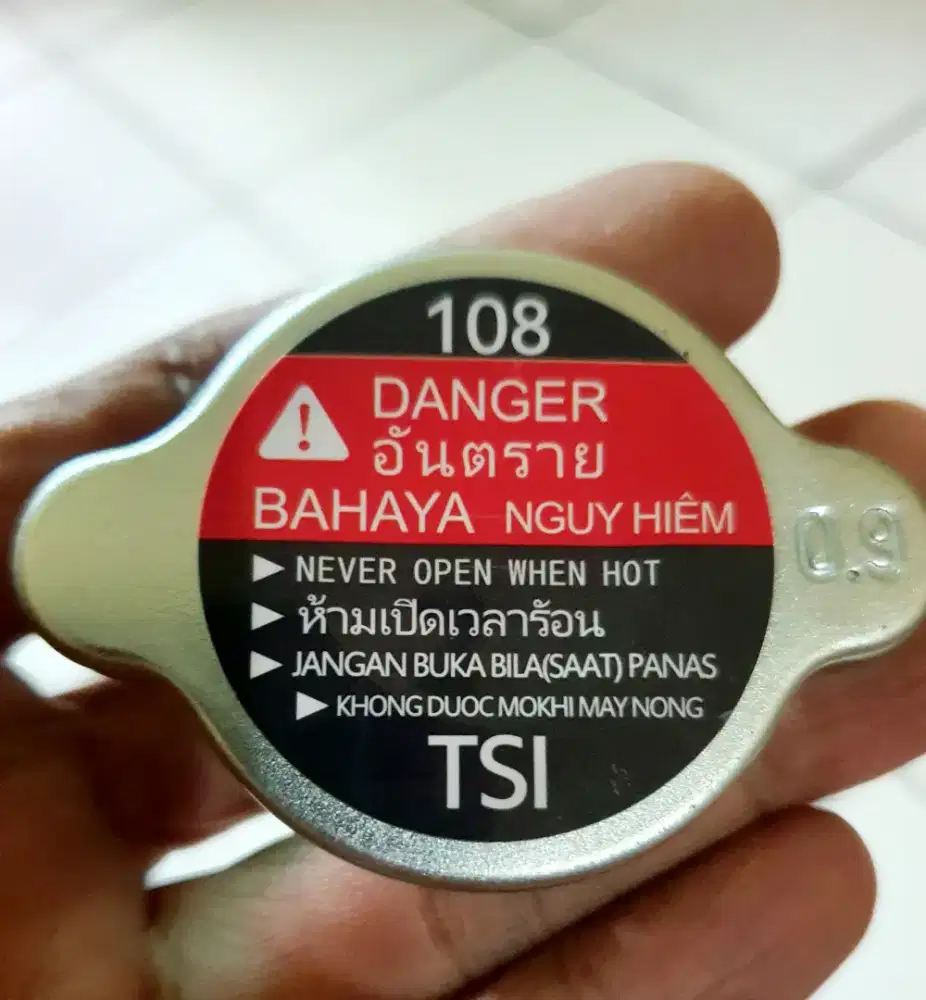 108
DANGER
อันตราย
BAHAYA NGUY HIÊM
0.9
NEVER OPEN WHEN HOT
ห้ามเปิดเวลาร้อน
JANGAN BUKA BILA(SAAT) PANAS
KHONG DUOC MOKHI MAY NONG
TSI